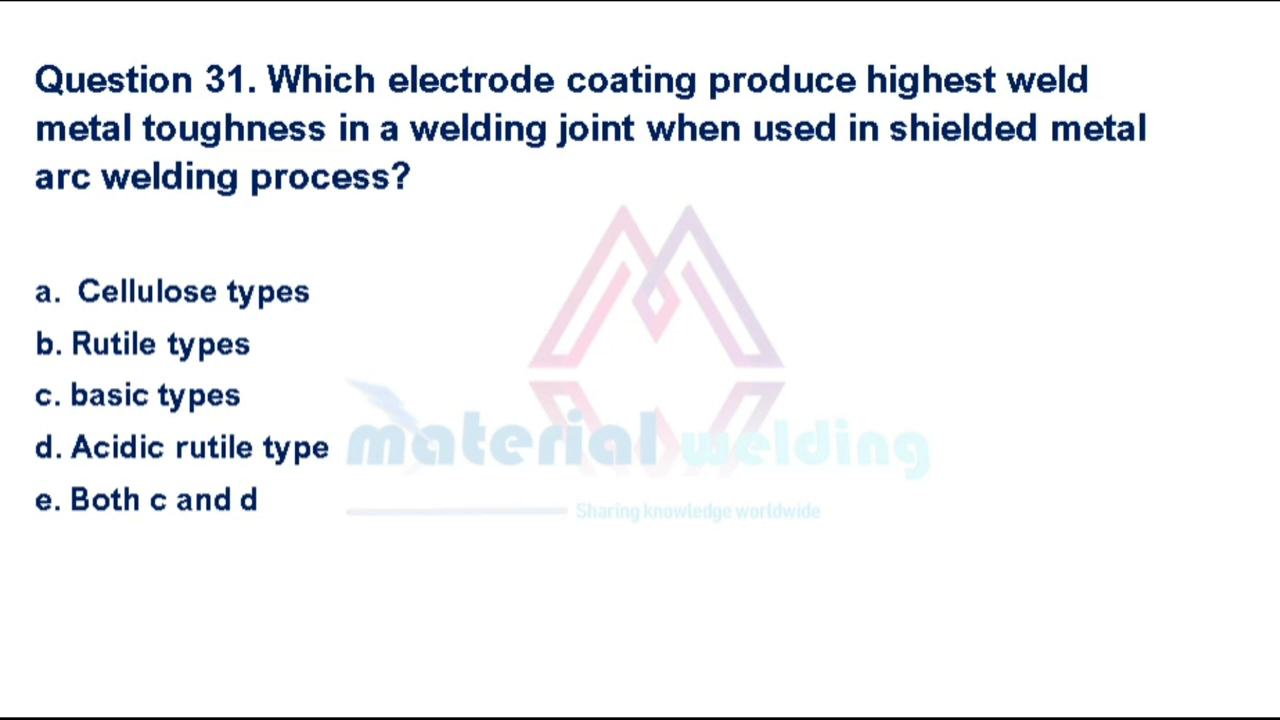 Question 31. Which electrode coating produce highest weld
metal toughness in a welding joint when used in shielded metal
arc welding process?
a. Cellulose types
b. Rutile types
c. basic types
d. Acidic rutile type
e. Both c and d
material welding
Sharing knowledge worldwide